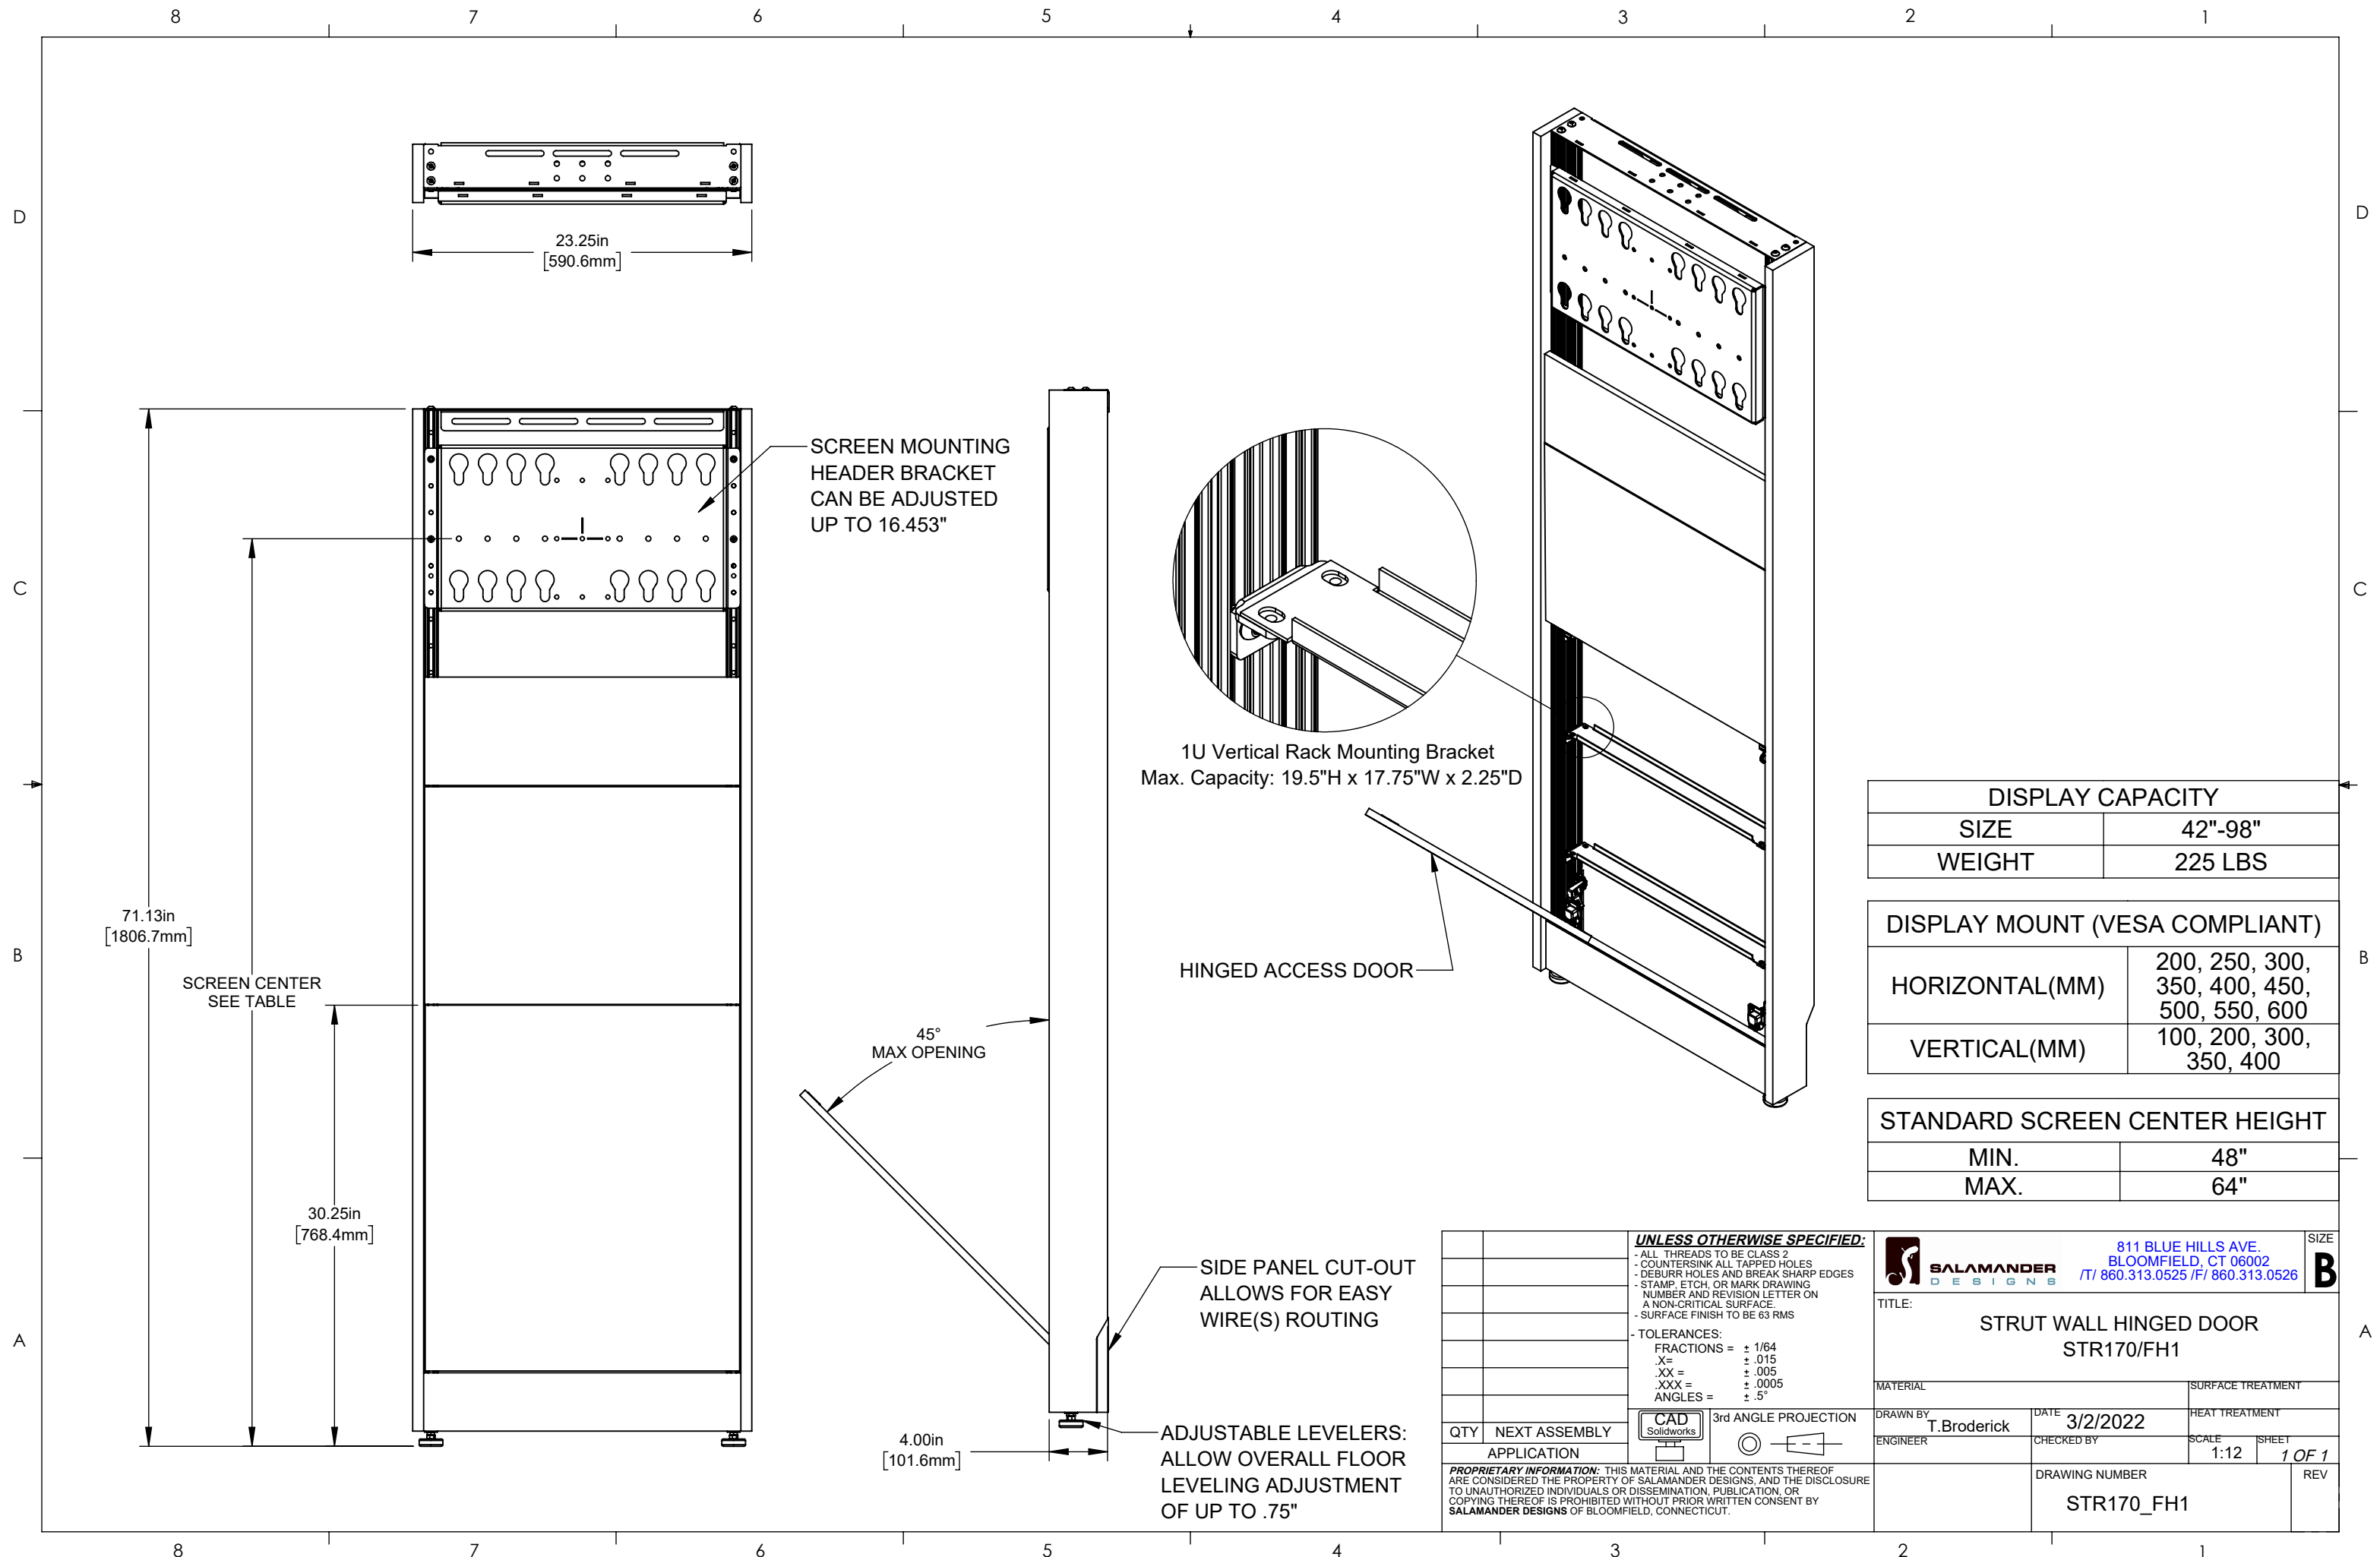 8 7 6 5 4 3 2 1
D
D
23.25in
[590.6mm]
SCREEN MOUNTING
HEADER BRACKET
CAN BE ADJUSTED
UP TO 16.453"
C
C
1U Vertical Rack Mounting Bracket
Max. Capacity: 19.5"H x 17.75"W x 2.25"D
DISPLAY CAPACITY
SIZE 42"-98"
WEIGHT 225 LBS
71.13in
[1806.7mm]
B
B
SCREEN CENTER
SEE TABLE
HINGED ACCESS DOOR
DISPLAY MOUNT (VESA COMPLIANT)
HORIZONTAL(MM)
200, 250, 300,
350, 400, 450,
500, 550, 600
VERTICAL(MM)
100, 200, 300,
350, 400
45°
MAX OPENING
STANDARD SCREEN CENTER HEIGHT
MIN. 48"
MAX. 64"
30.25in
[768.4mm]
A
A
SIDE PANEL CUT-OUT
ALLOWS FOR EASY
WIRE(S) ROUTING
4.00in
[101.6mm]
ADJUSTABLE LEVELERS:
ALLOW OVERALL FLOOR
LEVELING ADJUSTMENT
OF UP TO .75"
QTY NEXT ASSEMBLY
APPLICATION
UNLESS OTHERWISE SPECIFIED:
- ALL THREADS TO BE CLASS 2
- COUNTERSINK ALL TAPPED HOLES
- DEBURR HOLES AND BREAK SHARP EDGES
- STAMP, ETCH, OR MARK DRAWING
NUMBER AND REVISION LETTER ON
A NON-CRITICAL SURFACE.
- SURFACE FINISH TO BE 63 RMS
- TOLERANCES:
FRACTIONS = ± 1/64
.X= ± .015
.XX = ± .005
.XXX = ± .0005
ANGLES = ± .5°
CAD
Solidworks
3rd ANGLE PROJECTION
PROPRIETARY INFORMATION: THIS MATERIAL AND THE CONTENTS THEREOF
ARE CONSIDERED THE PROPERTY OF SALAMANDER DESIGNS, AND THE DISCLOSURE
TO UNAUTHORIZED INDIVIDUALS OR DISSEMINATION, PUBLICATION, OR
COPYING THEREOF IS PROHIBITED WITHOUT PRIOR WRITTEN CONSENT BY
SALAMANDER DESIGNS OF BLOOMFIELD, CONNECTICUT.
SALAMANDER
DESIGNS
811 BLUE HILLS AVE.
BLOOMFIELD, CT 06002
/T/ 860.313.0525 /F/ 860.313.0526
SIZE
B
TITLE:
STRUT WALL HINGED DOOR
STR170/FH1
MATERIAL
SURFACE TREATMENT
DRAWN BY T.Broderick
DATE 3/2/2022
HEAT TREATMENT
ENGINEER
CHECKED BY
SCALE 1:12
SHEET 1 OF 1
DRAWING NUMBER
STR170_FH1
REV
8 7 6 5 4 3 2 1